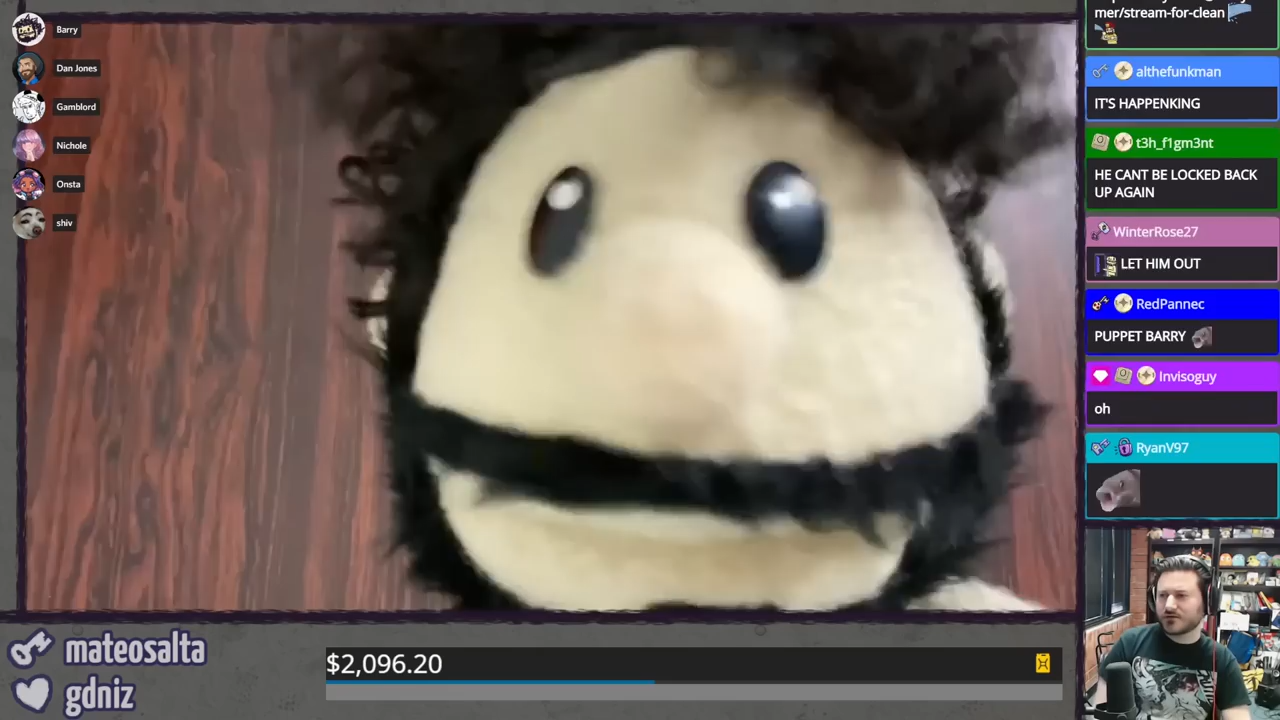 Barry
Dan Jones
Gamblord
Nichole
Onsta
shiv
mer/stream-for-clean
althefunkman
IT'S HAPPENKING
t3h_f1gm3nt
HE CANT BE LOCKED BACK
UP AGAIN
WinterRose27
LET HIM OUT
RedPannec
PUPPET BARRY
Invisoguy
oh
RyanV97
mateosalta
gdniz
$2,096.20